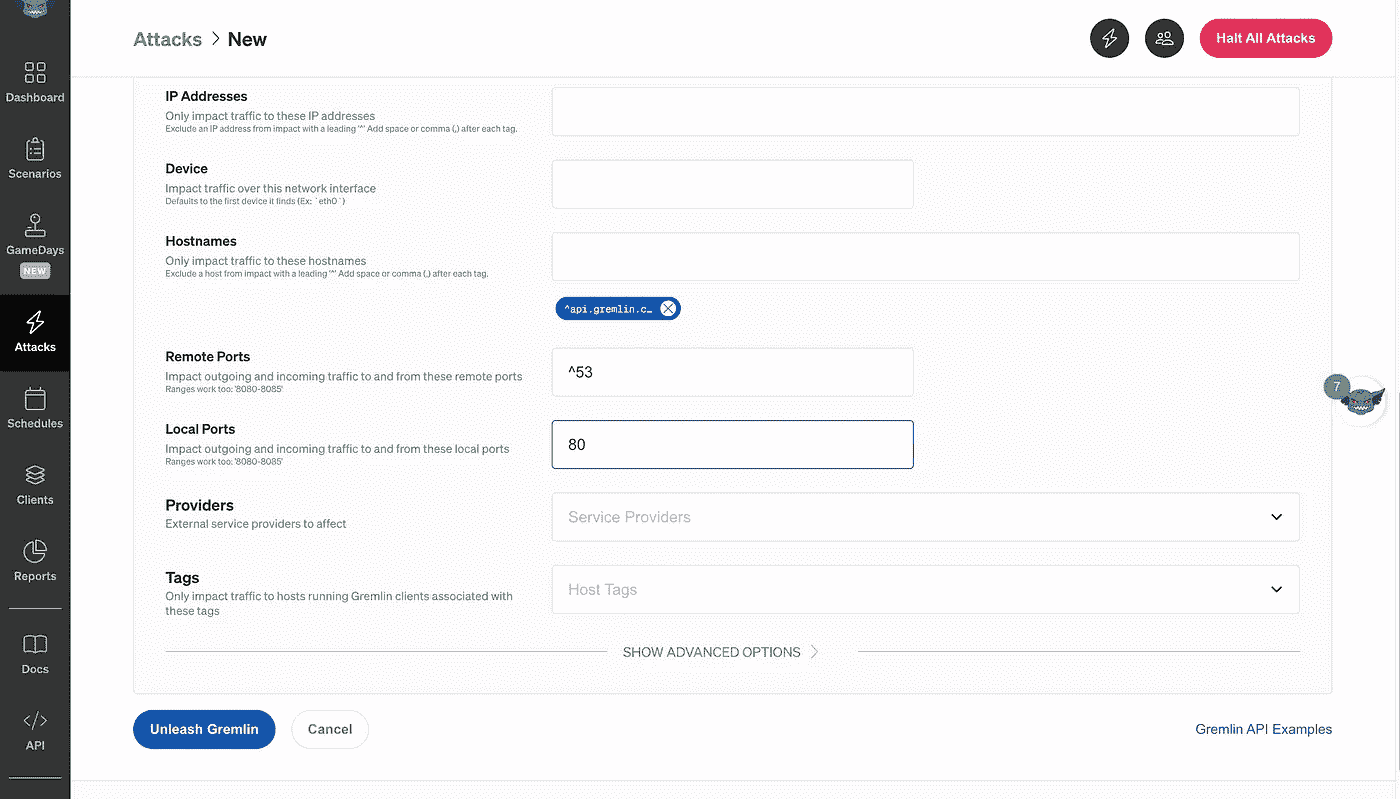 Attacks > New
Halt All Attacks
Dashboard
Scenarios
GameDays
NEW
Attacks
Schedules
Clients
Reports
Docs
API
IP Addresses
Only impact traffic to these IP addresses
Exclude an IP address from impact with a leading '^' Add space or comma (,) after each tag.
Device
Impact traffic over this network interface
Defaults to the first device it finds (Ex: `eth0`)
Hostnames
Only impact traffic to these hostnames
Exclude a host from impact with a leading '^' Add space or comma (,) after each tag.
^api.gremlin.c…
Remote Ports
Impact outgoing and incoming traffic to and from these remote ports
Ranges work too: '8080-8085'
^53
Local Ports
Impact outgoing and incoming traffic to and from these local ports
Ranges work too: '8080-8085'
80
Providers
External service providers to affect
Service Providers
Tags
Only impact traffic to hosts running Gremlin clients associated with
these tags
Host Tags
SHOW ADVANCED OPTIONS
Unleash Gremlin
Cancel
Gremlin API Examples
7